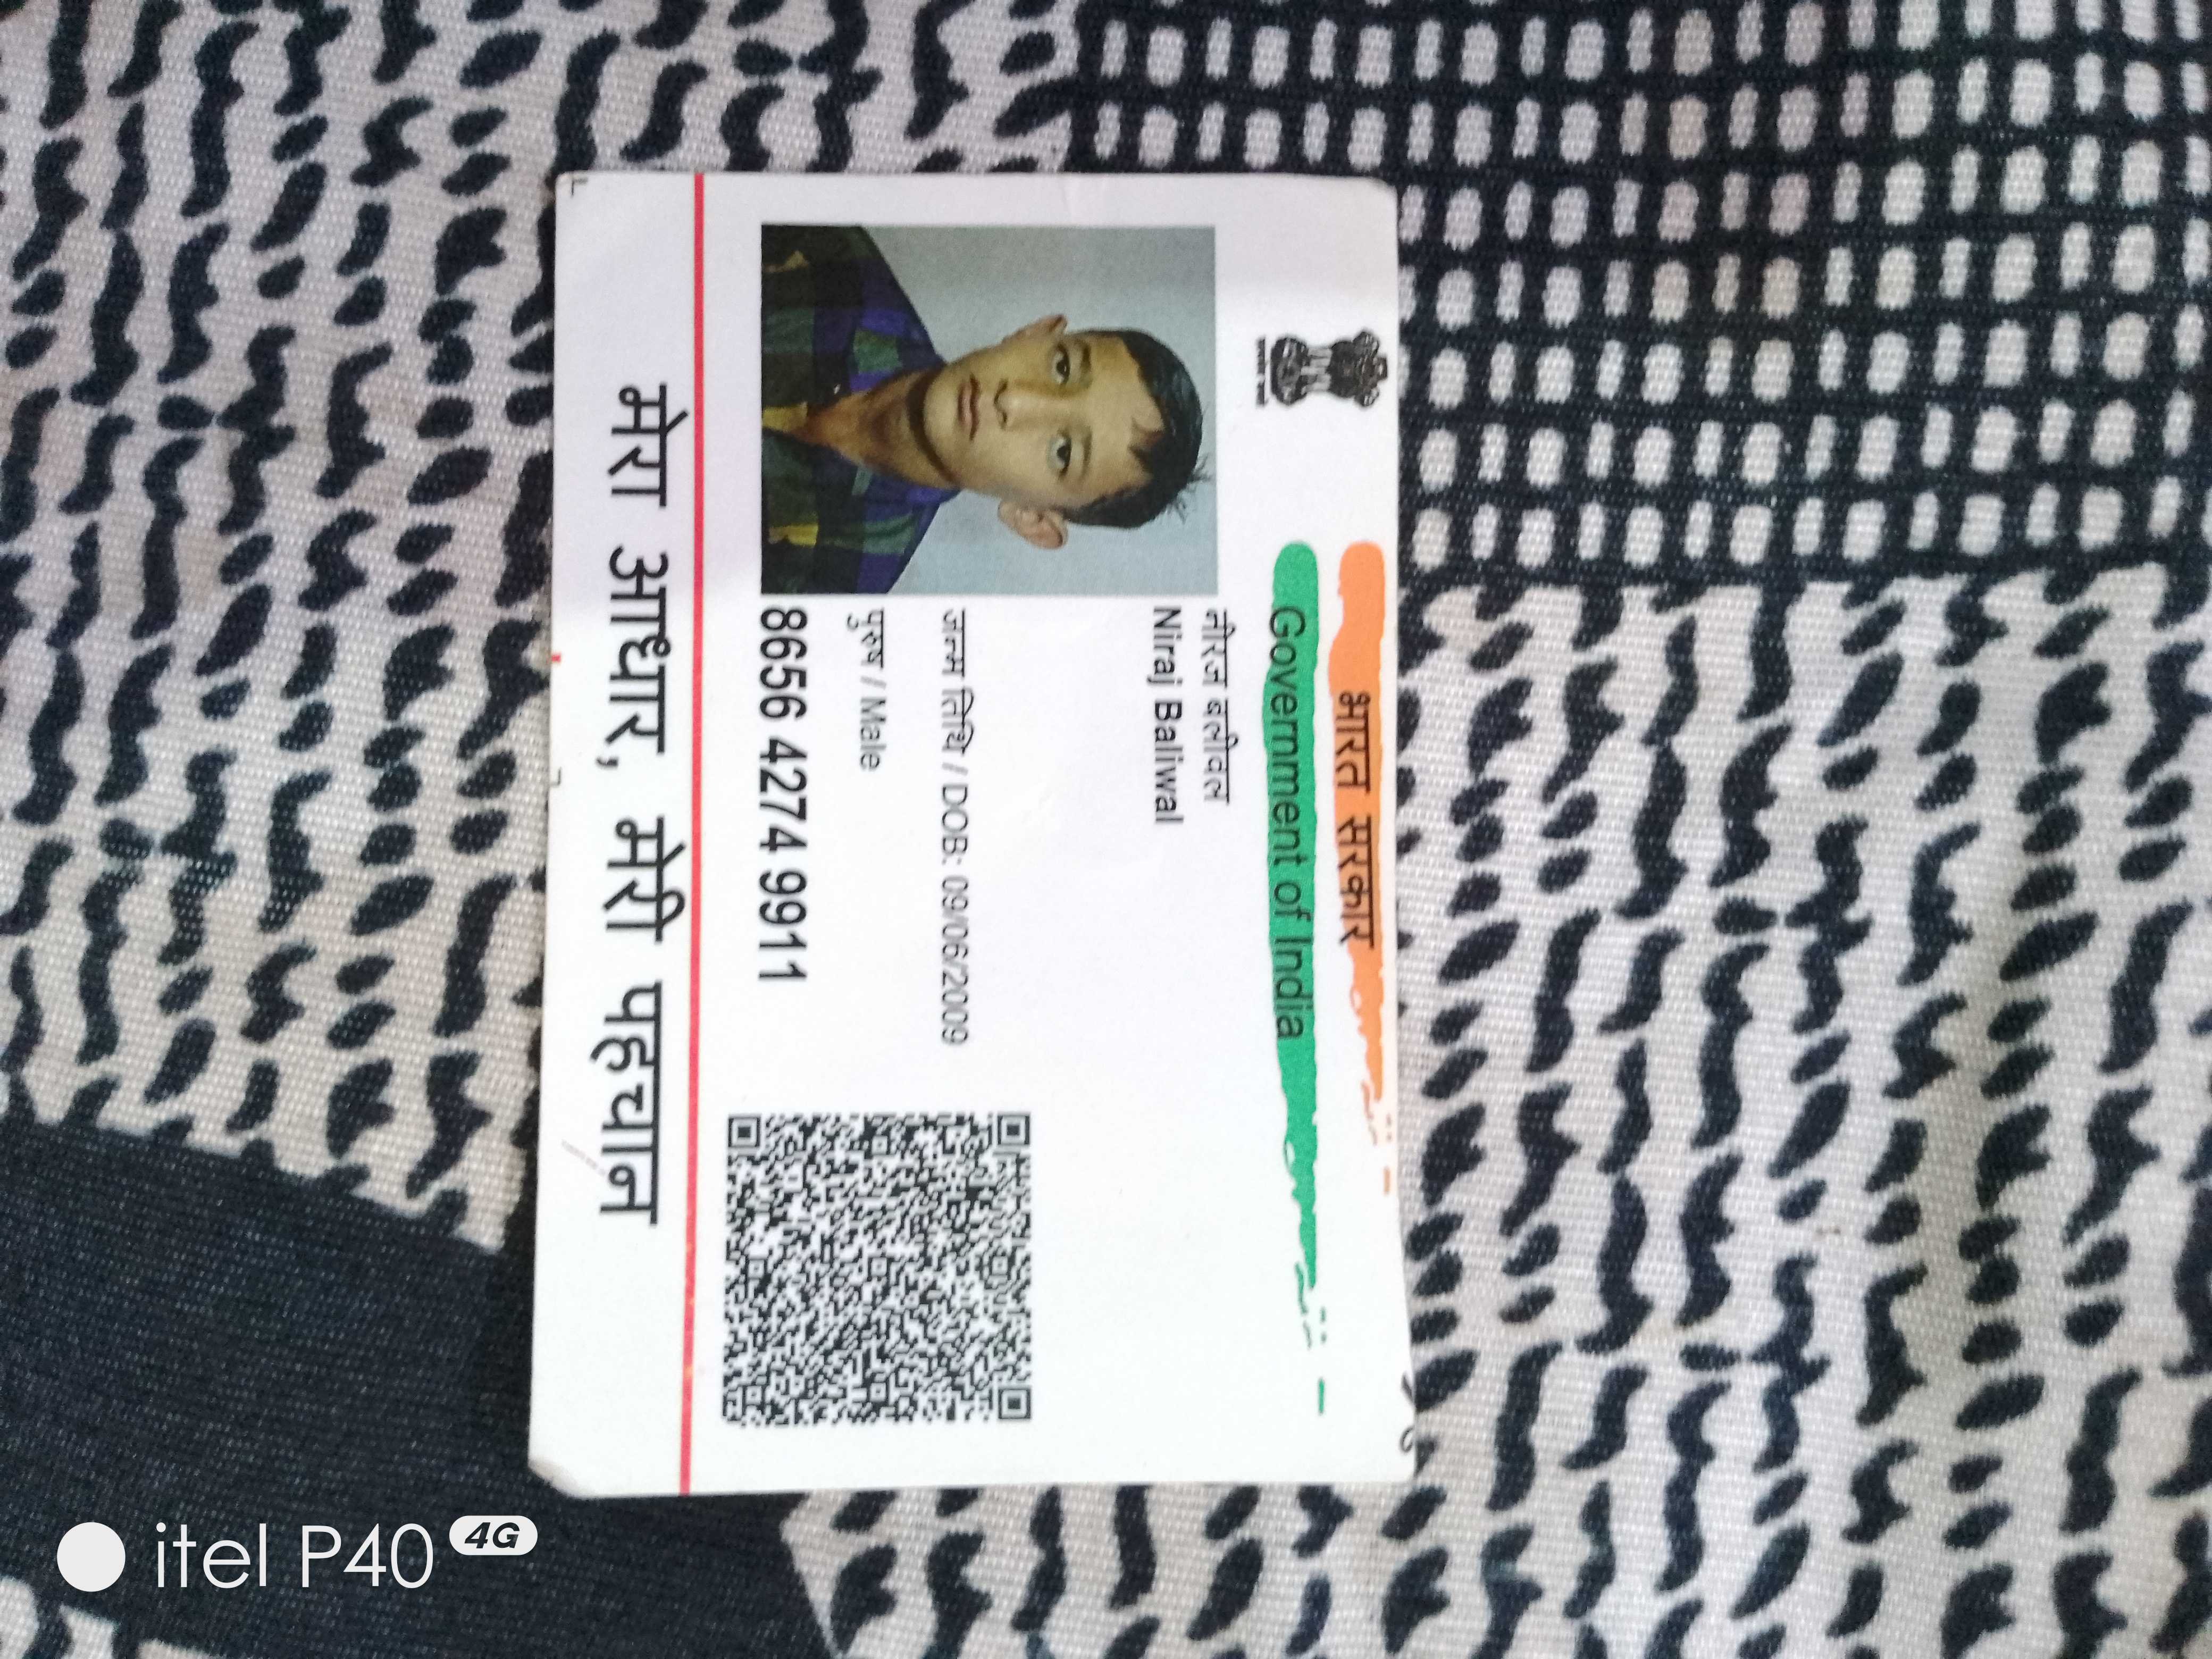 भारत सरकार
Government of India
नीरज बलीवल
Niraj Baliwal
जन्म तिथि / DOB: 09/06/2009
पुरुष / Male
8656 4274 9911
मेरा आधार, मेरी पहचान
itel P40 4G